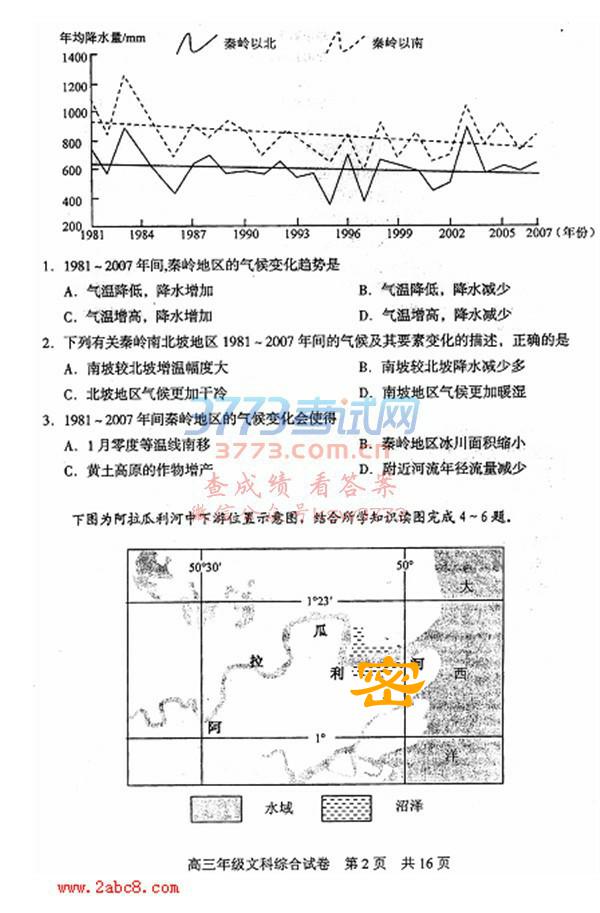 年均降水量/mm
秦岭以北 秦岭以南
1400
1200
1000
800
600
400
200
1981 1984 1987 1990 1993 1996 1999 2002 2005 2007 (年份)
1. 1981～2007 年间,秦岭地区的气候变化趋势是
A. 气温降低，降水增加 B. 气温降低，降水减少
C. 气温增高，降水增加 D. 气温增高，降水减少
2. 下列有关秦岭南北坡地区 1981～2007 年间的气候及其要素变化的描述，正确的是
A. 南坡较北坡增温幅度大 B. 南坡较北坡降水减少多
C. 北坡地区气候更加干冷 D. 南坡地区气候更加暖湿
3. 1981～2007 年间秦岭地区的气候变化会使得
3773考试网
A. 1月零度等温线南移 B. 秦岭地区冰川面积缩小
3773.com.cn
C. 黄土高原的作物增产 D. 附近河流年径流量减少
查成绩 看答案
下图为阿拉瓜利河中下游位置示意图，结合所学知识读图完成 4～6 题。
50°30′ 50°
大
1°23′
瓜
拉 利 河 西
密
阿
1° 洋
水域 沼泽
高三年级文科综合试卷 第 2 页 共 16 页
www.2abc8.com